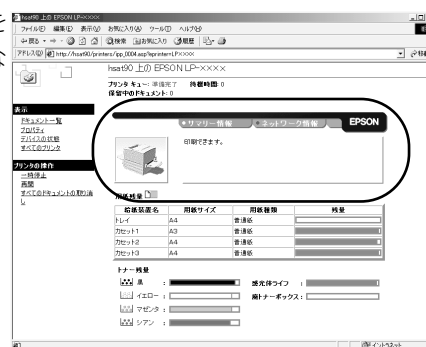 hsat90 上の EPSON LP-××××
ファイル(F) 編集(E) 表示(V) お気に入り(A) ツール(T) ヘルプ(H)
戻る 検索 お気に入り 履歴
アドレス(D) http://hsat90/printers/ipp_0004.asp?eprinter=LP××××
hsat90 上の EPSON LP-××××
プリンタ キュー: 準備完了 待機時間: 0
保留中のドキュメント: 0
表示
ドキュメント一覧
プロパティ
デバイスの状態
すべてのプリンタ
プリンタの操作
一時停止
再開
すべてのドキュメントの取り消し
サマリー情報 ネットワーク情報 EPSON
印刷できます。
用紙残量
給紙装置名 用紙サイズ 用紙種類 残量
トレイ A4 普通紙
カセット1 A3 普通紙
カセット2 A4 普通紙
カセット3 A4 普通紙
トナー残量
黒 : 感光体ライフ :
イエロー : 廃トナーボックス :
マゼンタ :
シアン :
イントラネット